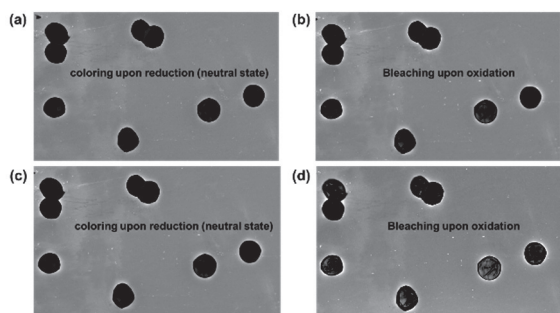 (a)
coloring upon reduction (neutral state)
(b)
Bleaching upon oxidation
(c)
coloring upon reduction (neutral state)
(d)
Bleaching upon oxidation